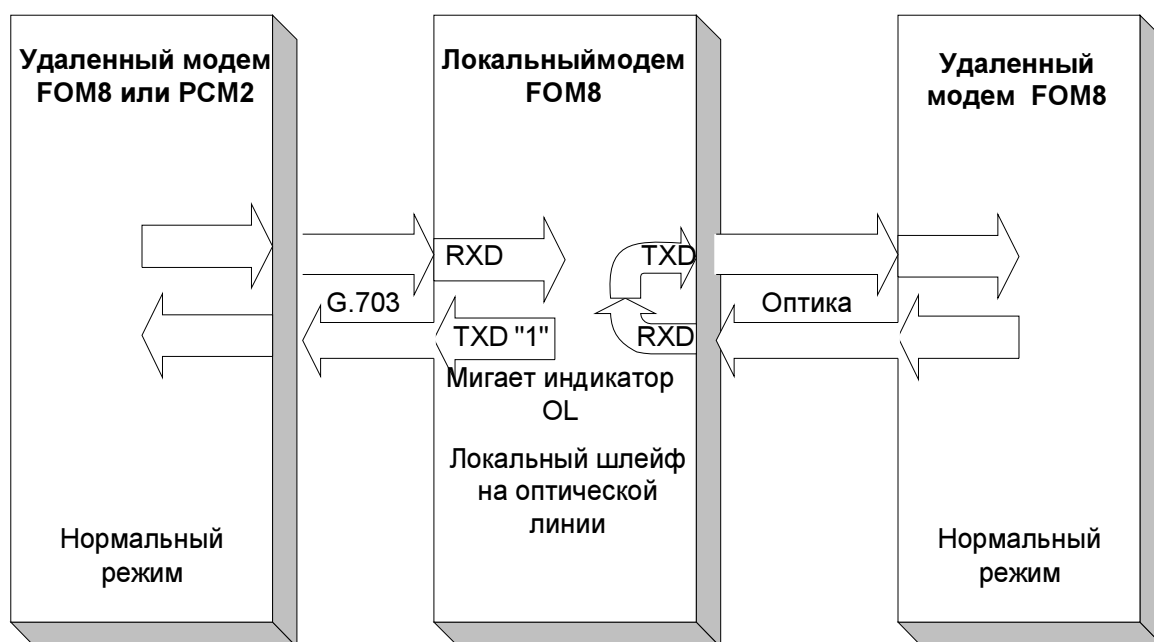 Удаленный модем
FOM8 или PCM2
Локальныймодем
FOM8
Удаленный
модем FOM8
RXD
TXD
G.703
Оптика
TXD "1"
RXD
Мигает индикатор
OL
Локальный шлейф
на оптической
линии
Нормальный
режим
Нормальный
режим